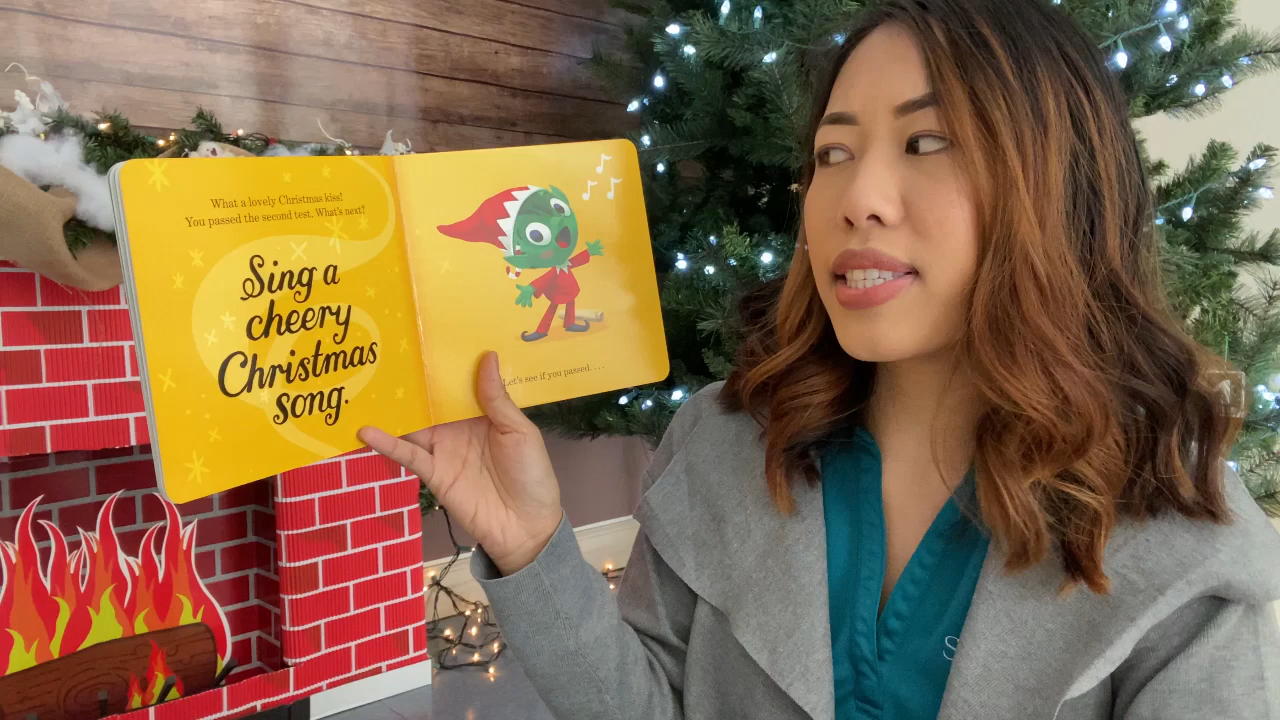 What a lovely Christmas kiss!
You passed the second test. What's next?
Sing a
cheery
Christmas
song.
Let's see if you passed. . . .
S